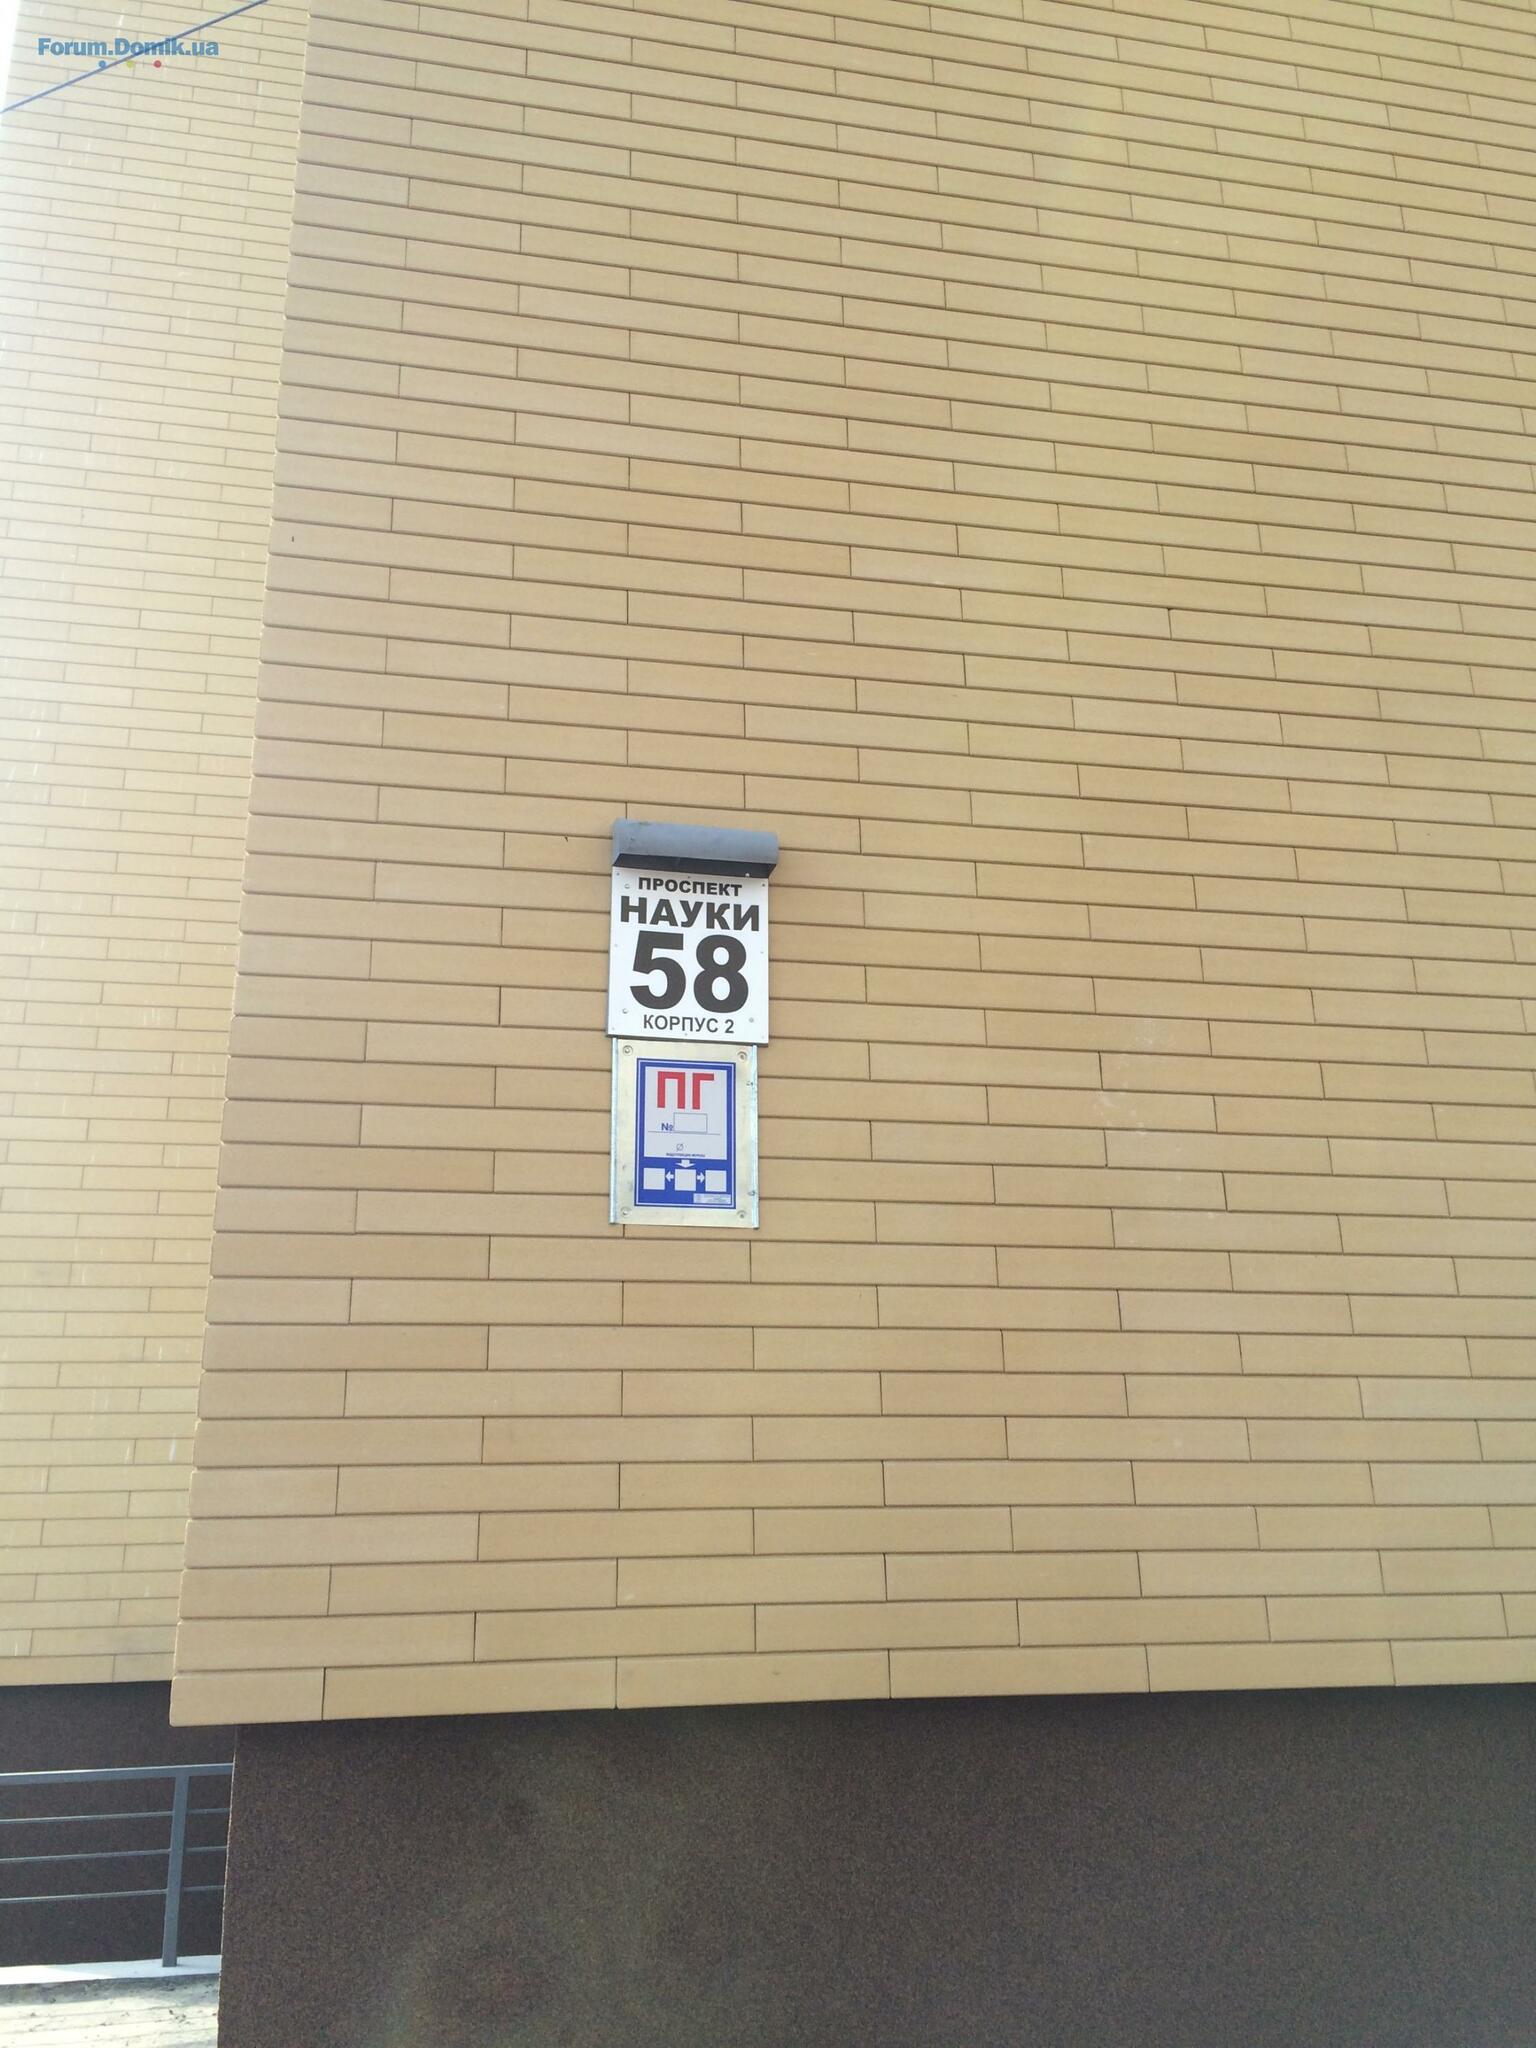 Forum.Domik.ua
ПРОСПЕКТ
НАУКИ
58
КОРПУС 2
ПГ
№